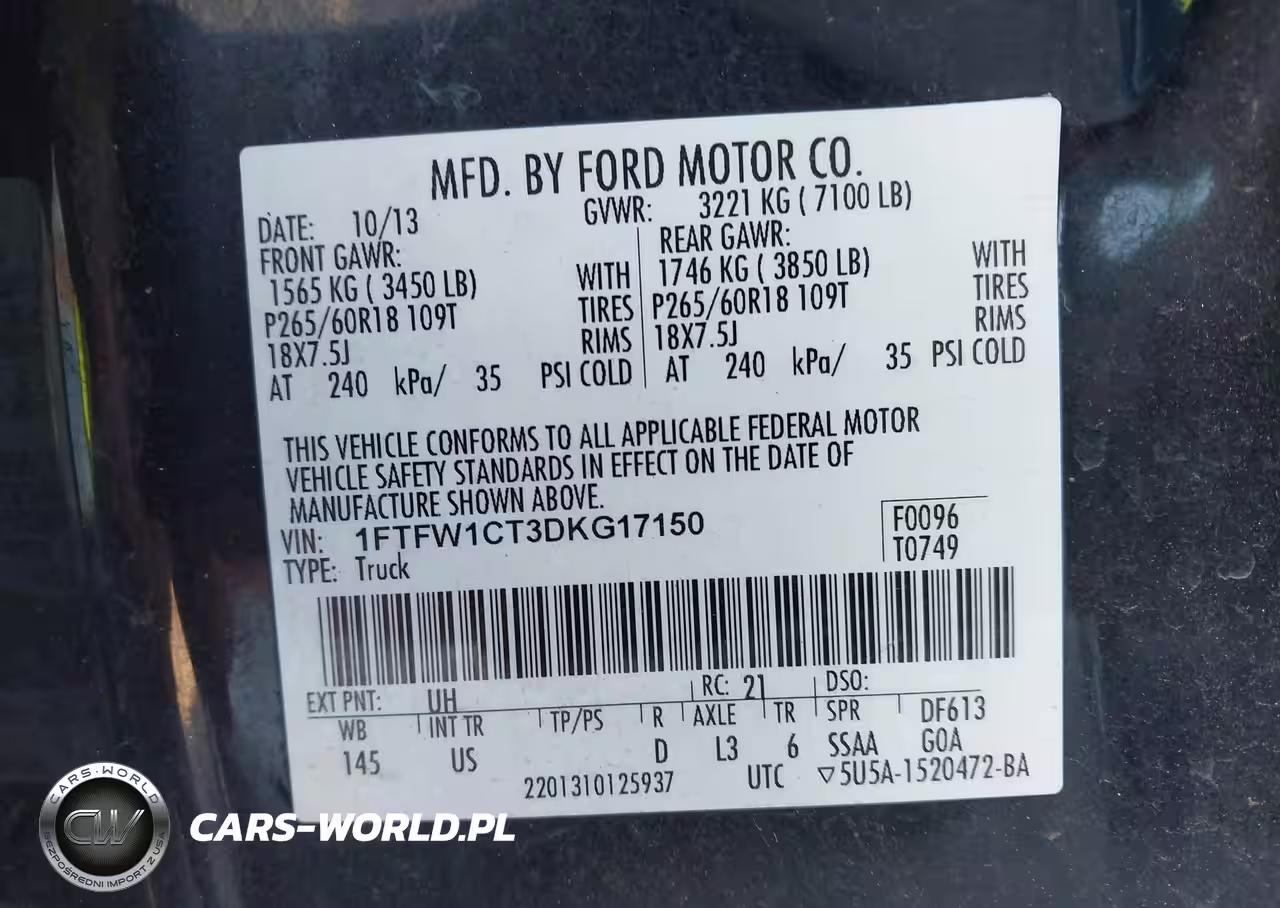 MFD. BY FORD MOTOR CO.
DATE: 10/13 GVWR: 3221 KG ( 7100 LB)
FRONT GAWR: REAR GAWR:
1565 KG ( 3450 LB) WITH 1746 KG ( 3850 LB) WITH
P265/60R18 109T TIRES P265/60R18 109T TIRES
18X7.5J RIMS 18X7.5J RIMS
AT 240 kPa/ 35 PSI COLD AT 240 kPa/ 35 PSI COLD
THIS VEHICLE CONFORMS TO ALL APPLICABLE FEDERAL MOTOR
VEHICLE SAFETY STANDARDS IN EFFECT ON THE DATE OF
MANUFACTURE SHOWN ABOVE.
VIN: 1FTFW1CT3DKG17150 F0096
TYPE: Truck T0749
EXT PNT: UH RC: 21 DSO:
WB INT TR TP/PS R AXLE TR SPR DF613
145 US D L3 6 SSAA GOA
2201310125937 UTC ▽5U5A-1520472-BA
CARS-WORLD
CW
BEZPOŚREDNI IMPORT Z USA
CARS-WORLD.PL